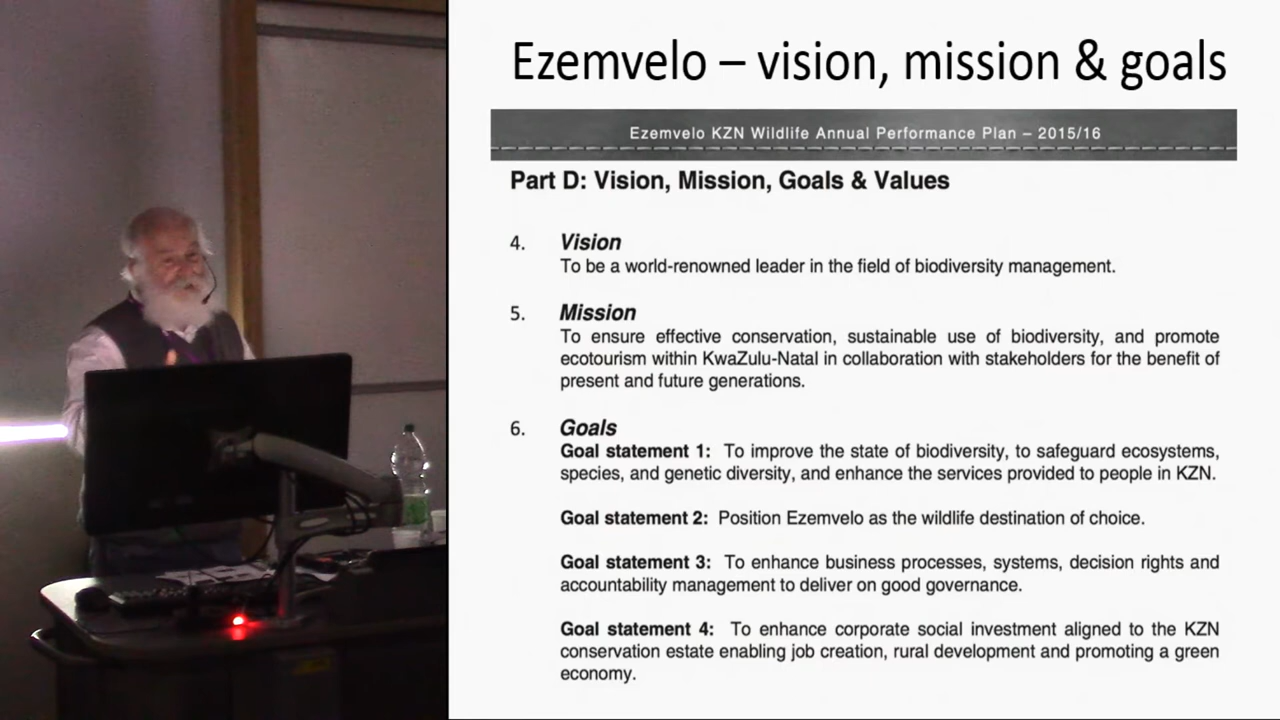 Ezemvelo – vision, mission & goals
Ezemvelo KZN Wildlife Annual Performance Plan – 2015/16
Part D: Vision, Mission, Goals & Values
4. Vision
To be a world-renowned leader in the field of biodiversity management.
5. Mission
To ensure effective conservation, sustainable use of biodiversity, and promote
ecotourism within KwaZulu-Natal in collaboration with stakeholders for the benefit of
present and future generations.
6. Goals
Goal statement 1: To improve the state of biodiversity, to safeguard ecosystems,
species, and genetic diversity, and enhance the services provided to people in KZN.
Goal statement 2: Position Ezemvelo as the wildlife destination of choice.
Goal statement 3: To enhance business processes, systems, decision rights and
accountability management to deliver on good governance.
Goal statement 4: To enhance corporate social investment aligned to the KZN
conservation estate enabling job creation, rural development and promoting a green
economy.